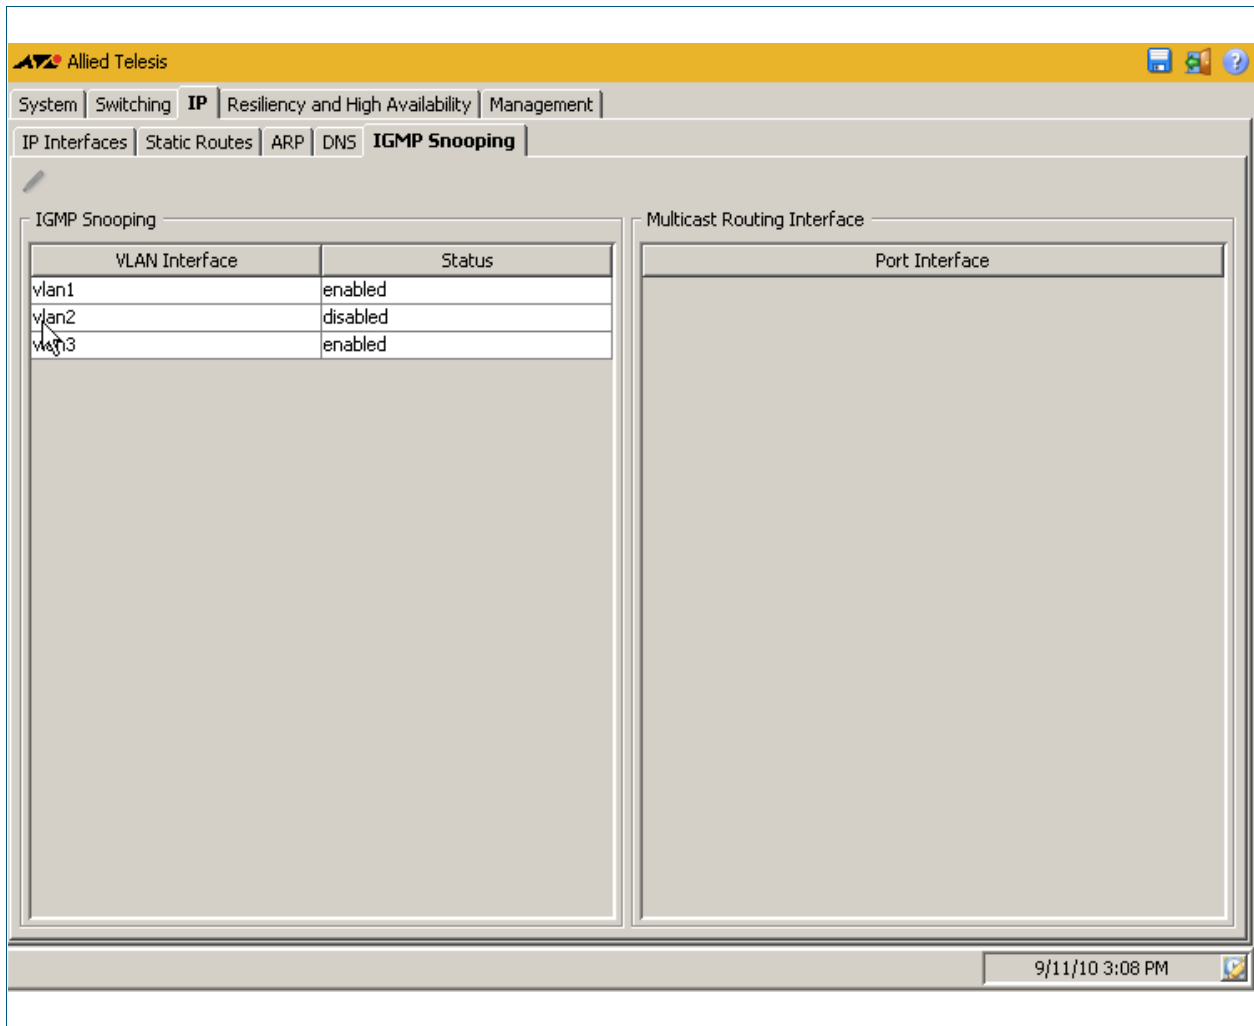 Allied Telesis
System Switching IP Resiliency and High Availability Management
IP Interfaces Static Routes ARP DNS IGMP Snooping
IGMP Snooping
VLAN Interface Status
vlan1 enabled
vlan2 disabled
vlan3 enabled
Multicast Routing Interface
Port Interface
9/11/10 3:08 PM